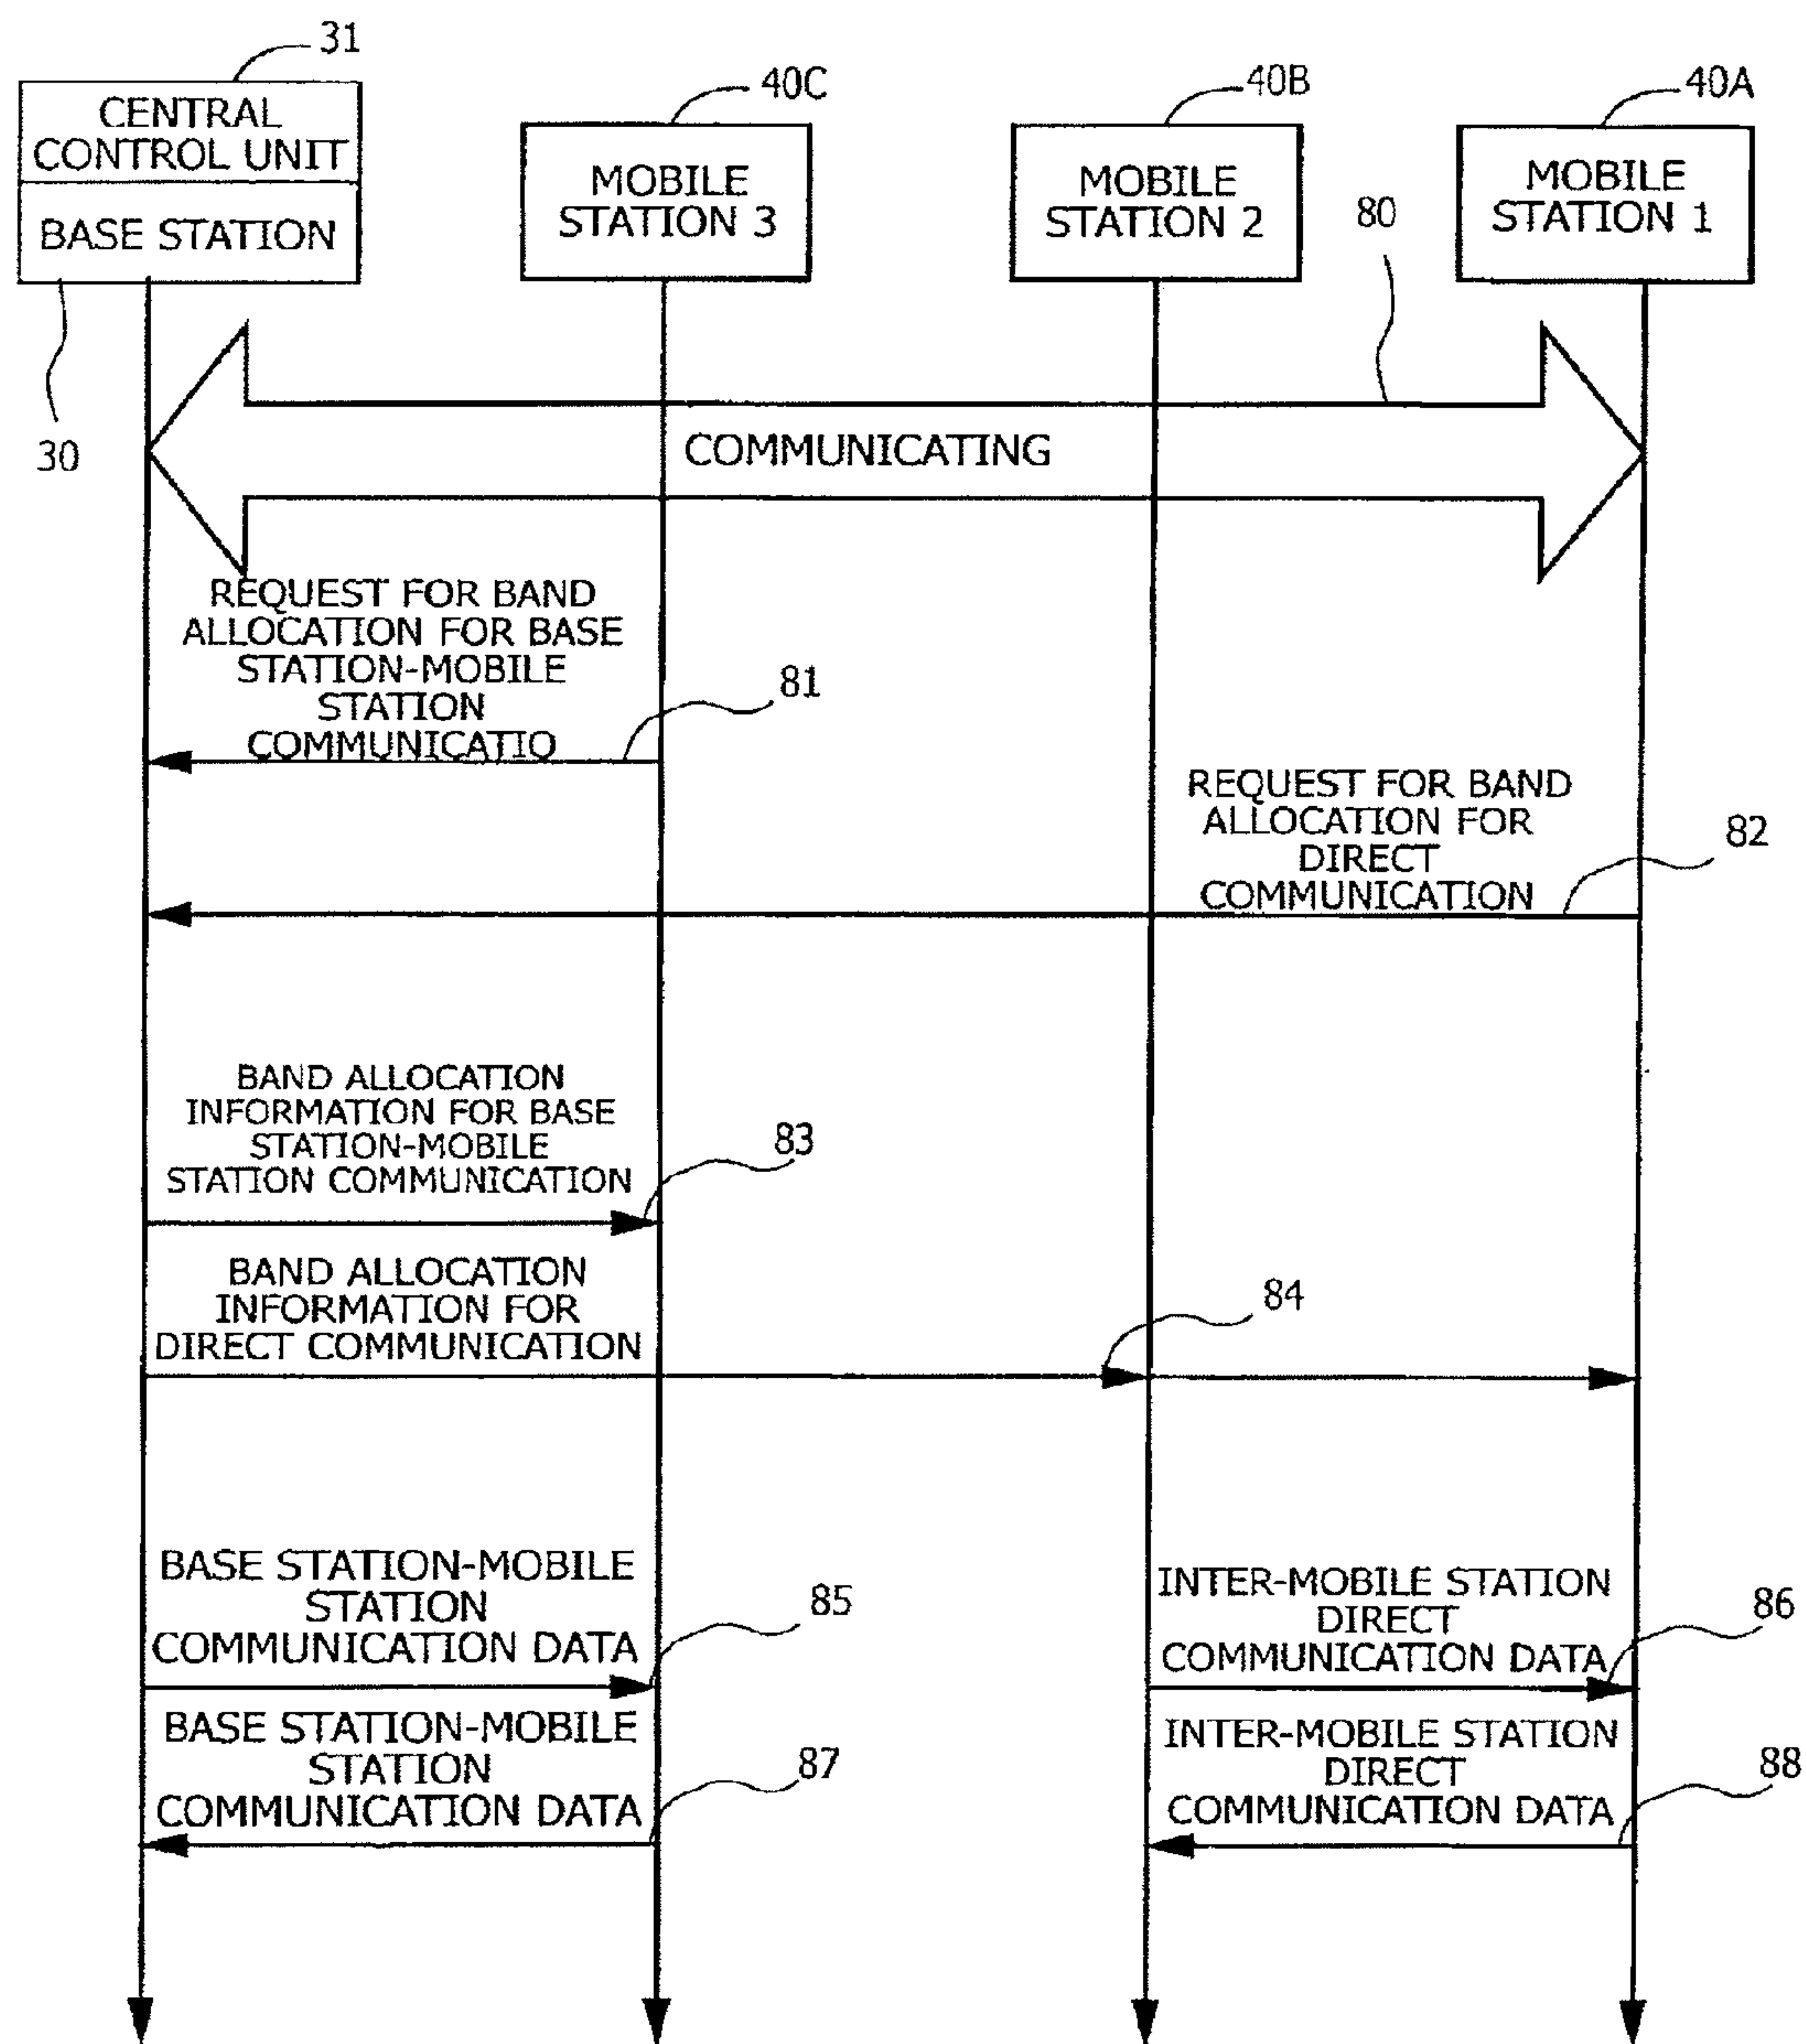 31
CENTRAL
CONTROL UNIT
BASE STATION
30
40C
MOBILE
STATION 3
40B
MOBILE
STATION 2
40A
MOBILE
STATION 1
80
COMMUNICATING
REQUEST FOR BAND
ALLOCATION FOR BASE
STATION-MOBILE
STATION
COMMUNICATIO
81
REQUEST FOR BAND
ALLOCATION FOR
DIRECT
COMMUNICATION
82
BAND ALLOCATION
INFORMATION FOR BASE
STATION-MOBILE
STATION COMMUNICATION
83
BAND ALLOCATION
INFORMATION FOR
DIRECT COMMUNICATION
84
BASE STATION-MOBILE
STATION
COMMUNICATION DATA
85
INTER-MOBILE STATION
DIRECT
COMMUNICATION DATA
86
BASE STATION-MOBILE
STATION
COMMUNICATION DATA
87
INTER-MOBILE STATION
DIRECT
COMMUNICATION DATA
88